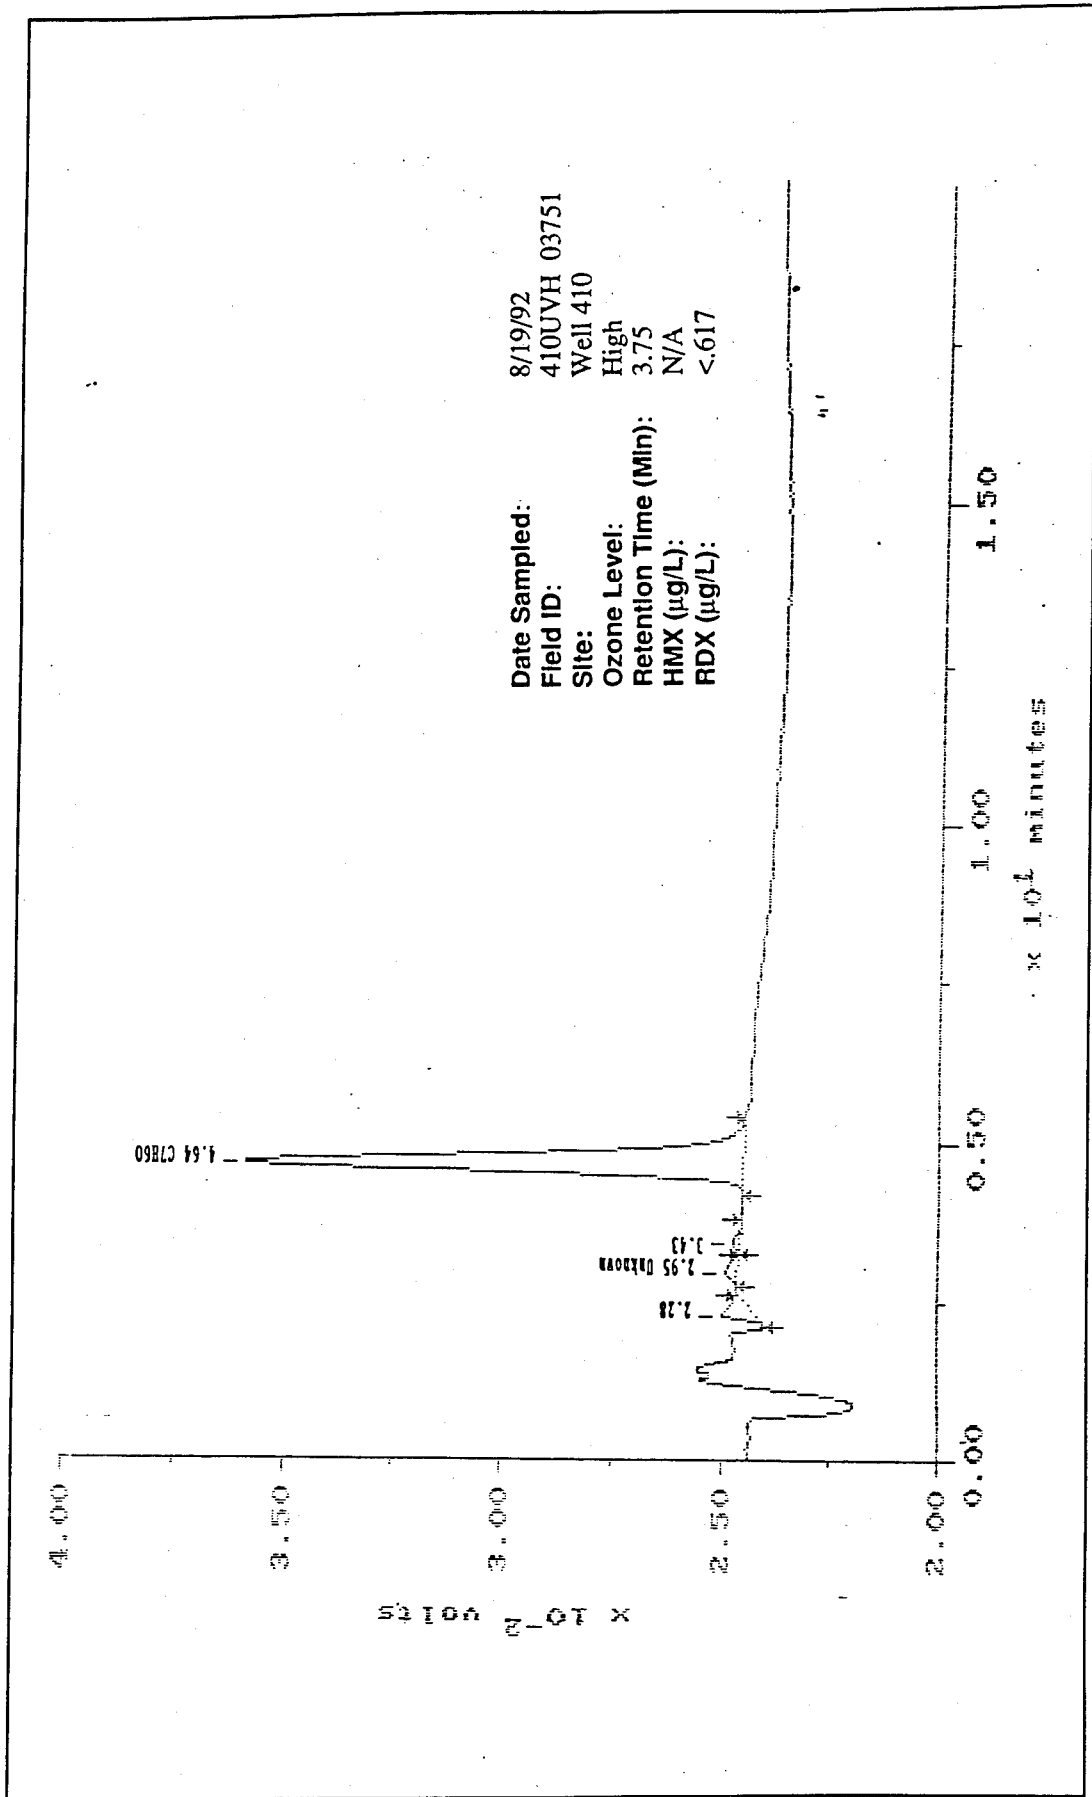 4.00
3.50
3.00
2.50
2.00
x 10-2 volts
4.64 C7H6O
3.43
2.95 Unknown
2.28
Date Sampled: 8/19/92
Field ID: 410UVH 03751
Site: Well 410
Ozone Level: High
Retention Time (Min): 3.75
HMX (µg/L): N/A
RDX (µg/L): <.617
0.00
0.50
1.00
1.50
x 10¹ minutes